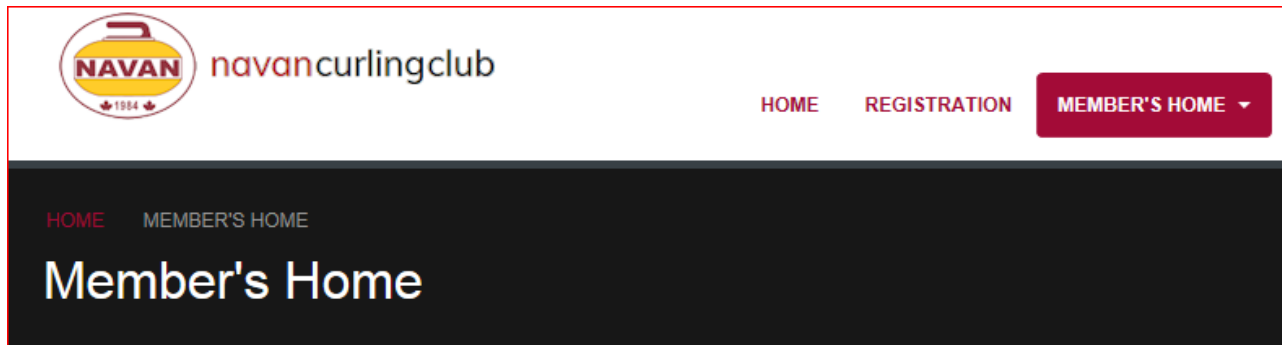 NAVAN
1984
navancurlingclub
HOME REGISTRATION MEMBER'S HOME
HOME MEMBER'S HOME
Member's Home